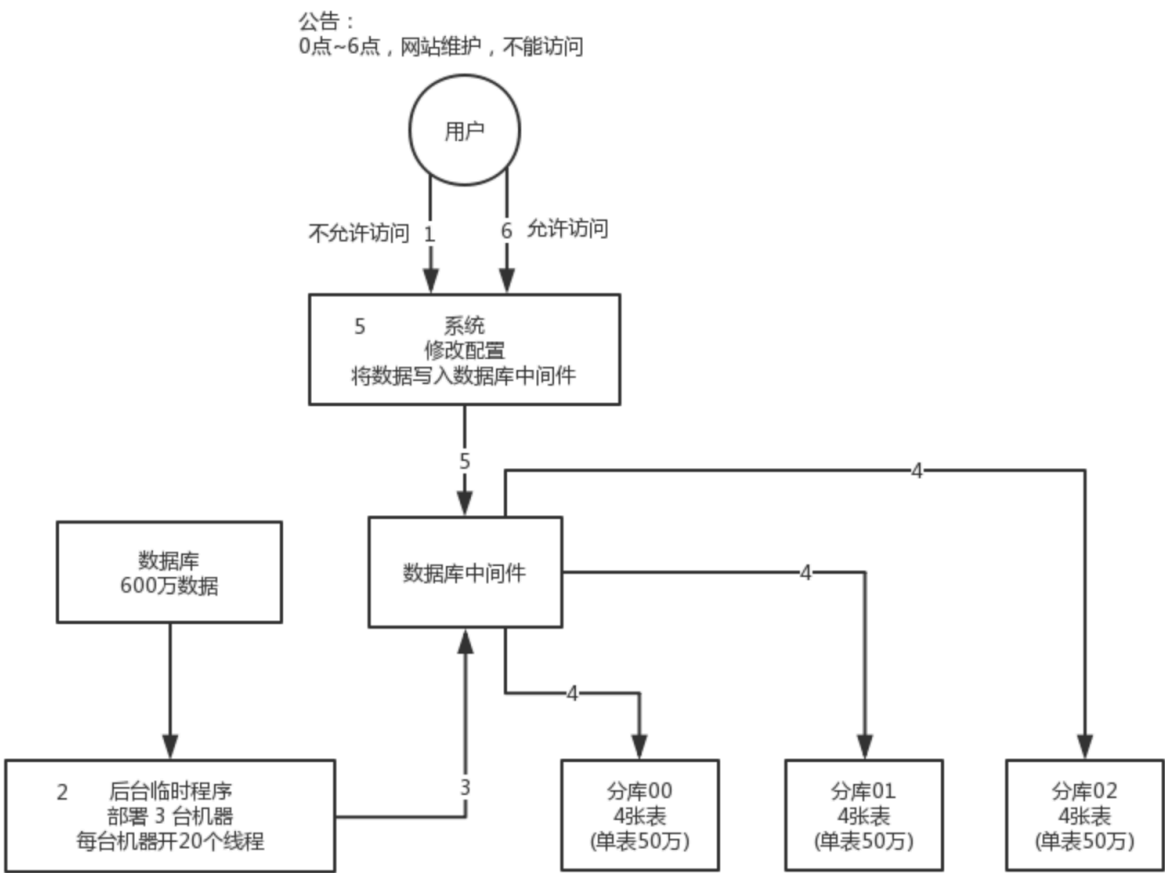 公告：
0点~6点，网站维护，不能访问
用户
不允许访问 1
6 允许访问
5 系统
修改配置
将数据写入数据库中间件
5
4
数据库
600万数据
数据库中间件
4
4
2 后台临时程序
部署 3 台机器
每台机器开20个线程
3
分库00
4张表
(单表50万)
分库01
4张表
(单表50万)
分库02
4张表
(单表50万)